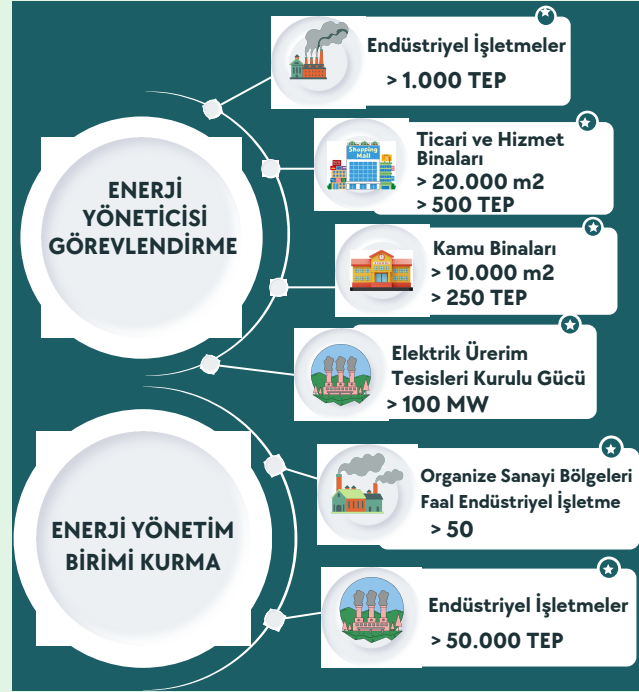 ENERJİ
YÖNETİCİSİ
GÖREVLENDİRME
Endüstriyel İşletmeler
> 1.000 TEP
Shopping
Mall
Ticari ve Hizmet
Binaları
> 20.000 m2
> 500 TEP
Kamu Binaları
> 10.000 m2
> 250 TEP
Elektrik Ürerim
Tesisleri Kurulu Gücü
> 100 MW
ENERJİ YÖNETİM
BİRİMİ KURMA
Organize Sanayi Bölgeleri
Faal Endüstriyel İşletme
> 50
Endüstriyel İşletmeler
> 50.000 TEP